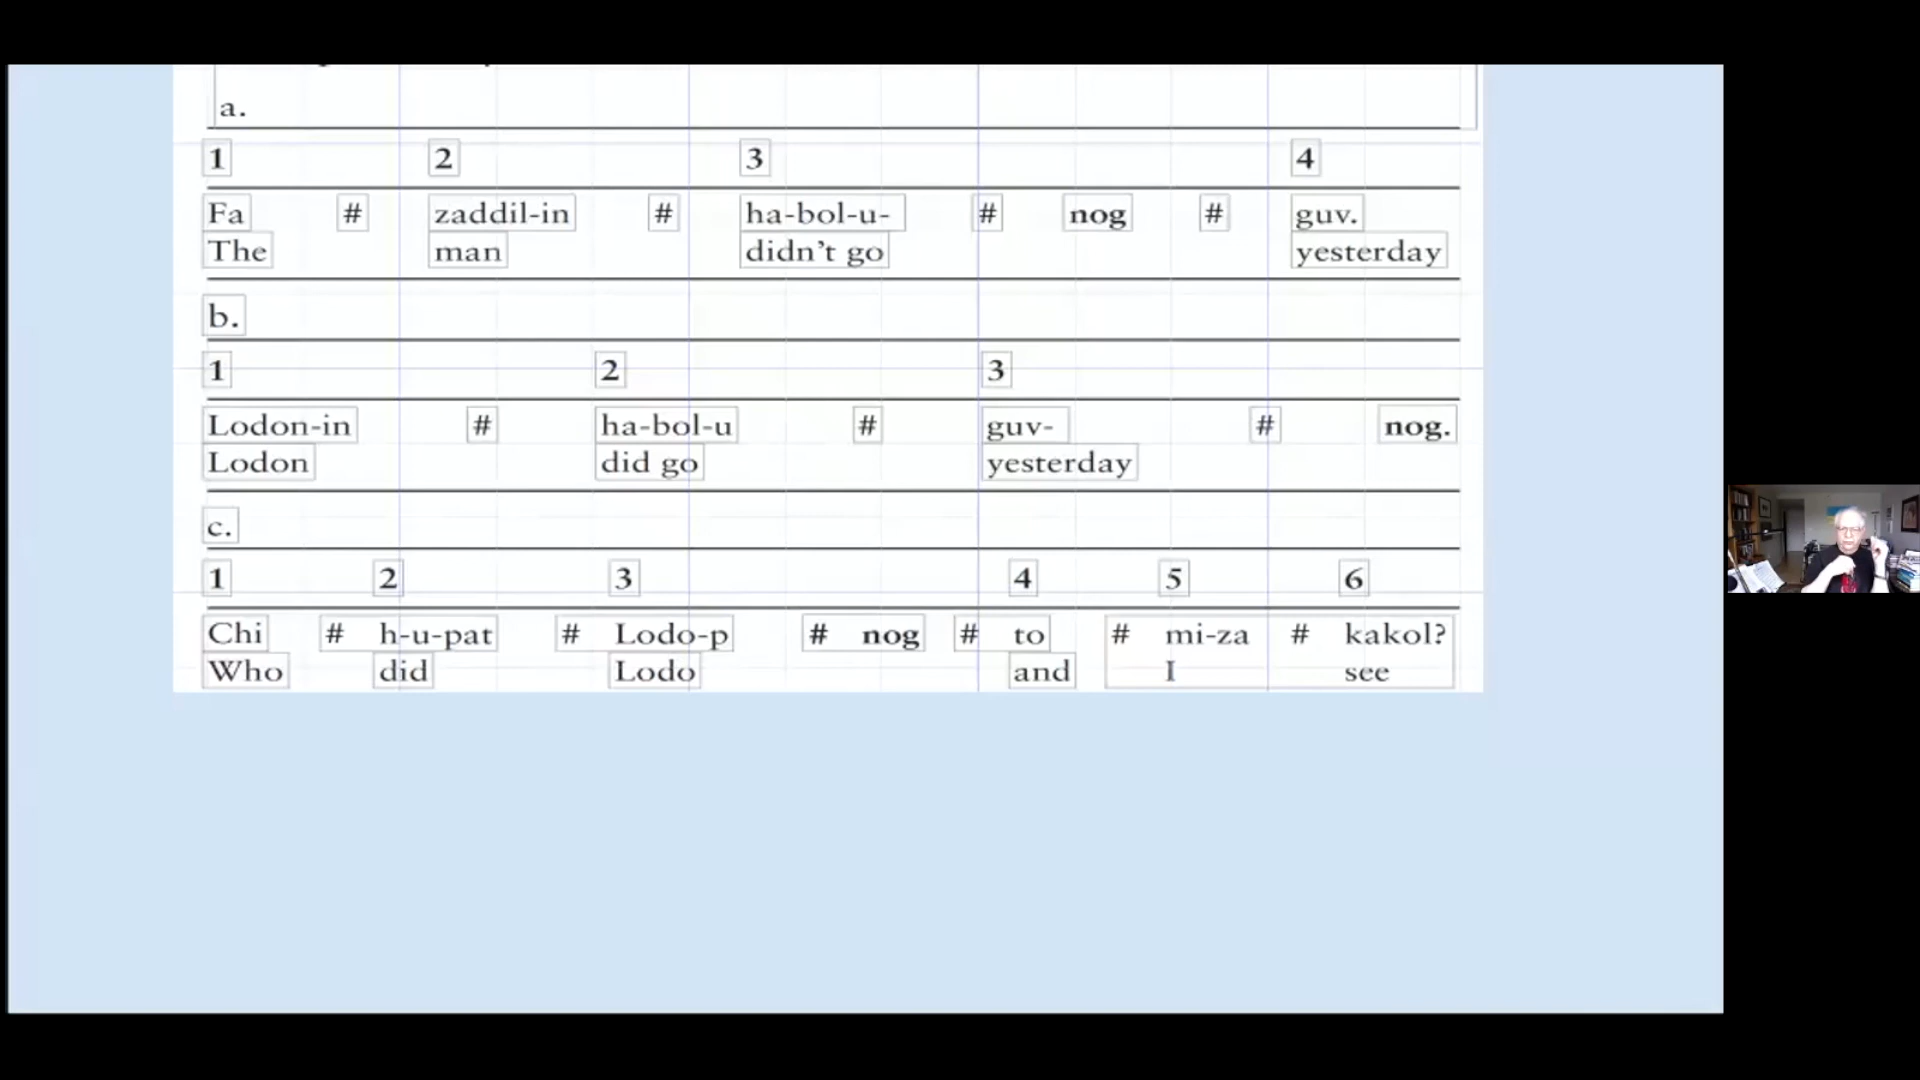 a.
1 2 3 4
Fa # zaddil-in # ha-bol-u- # nog # guv.
The man didn't go yesterday
b.
1 2 3
Lodon-in # ha-bol-u # guv- # nog.
Lodon did go yesterday
c.
1 2 3 4 5 6
Chi # h-u-pat # Lodo-p # nog # to # mi-za # kakol?
Who did Lodo and I see